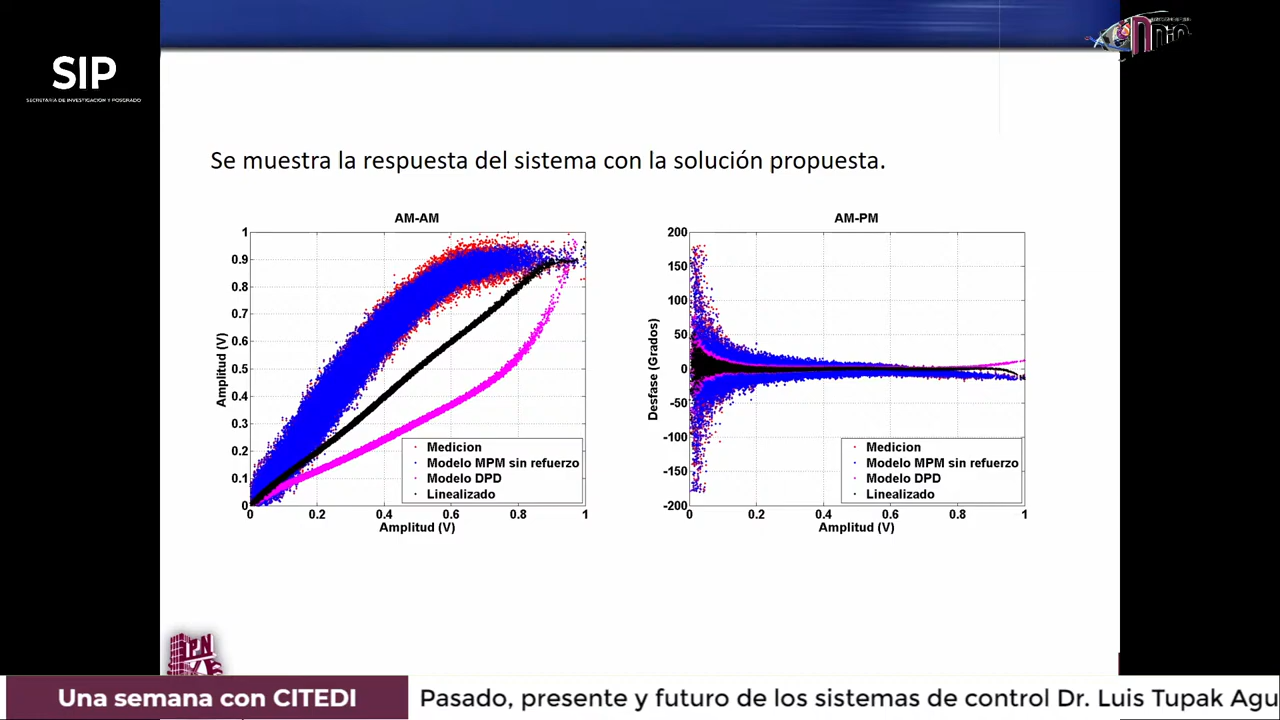 SIP
SECRETARÍA DE INVESTIGACIÓN Y POSGRADO
Se muestra la respuesta del sistema con la solución propuesta.
AM-AM
1
0.9
0.8
0.7
0.6
0.5
0.4
0.3
0.2
0.1
0
Amplitud (V)
Medicion
Modelo MPM sin refuerzo
Modelo DPD
Linealizado
0 0.2 0.4 0.6 0.8 1
Amplitud (V)
AM-PM
200
150
100
50
0
-50
-100
-150
-200
Desfase (Grados)
Medicion
Modelo MPM sin refuerzo
Modelo DPD
Linealizado
0 0.2 0.4 0.6 0.8 1
Amplitud (V)
IPN
Una semana con CITEDI
Pasado, presente y futuro de los sistemas de control Dr. Luis Tupak Agu